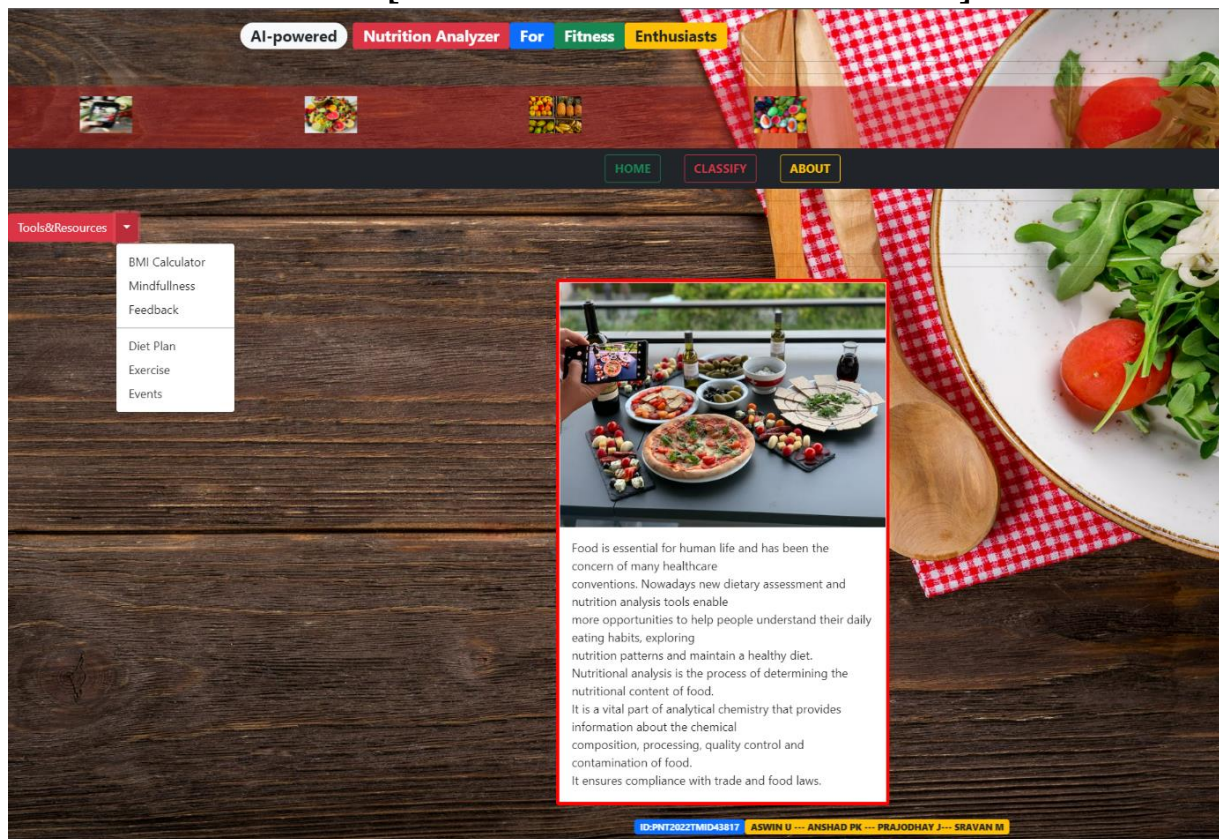 AI-powered Nutrition Analyzer For Fitness Enthusiasts
HOME CLASSIFY ABOUT
Tools&Resources
BMI Calculator
Mindfullness
Feedback
Diet Plan
Exercise
Events
Food is essential for human life and has been the
concern of many healthcare
conventions. Nowadays new dietary assessment and
nutrition analysis tools enable
more opportunities to help people understand their daily
eating habits, exploring
nutrition patterns and maintain a healthy diet.
Nutritional analysis is the process of determining the
nutritional content of food.
It is a vital part of analytical chemistry that provides
information about the chemical
composition, processing, quality control and
contamination of food.
It ensures compliance with trade and food laws.
ID:PNT2022TMID43817 ASWIN U --- ANSHAD PK --- PRAJODHAY J--- SRAVAN M